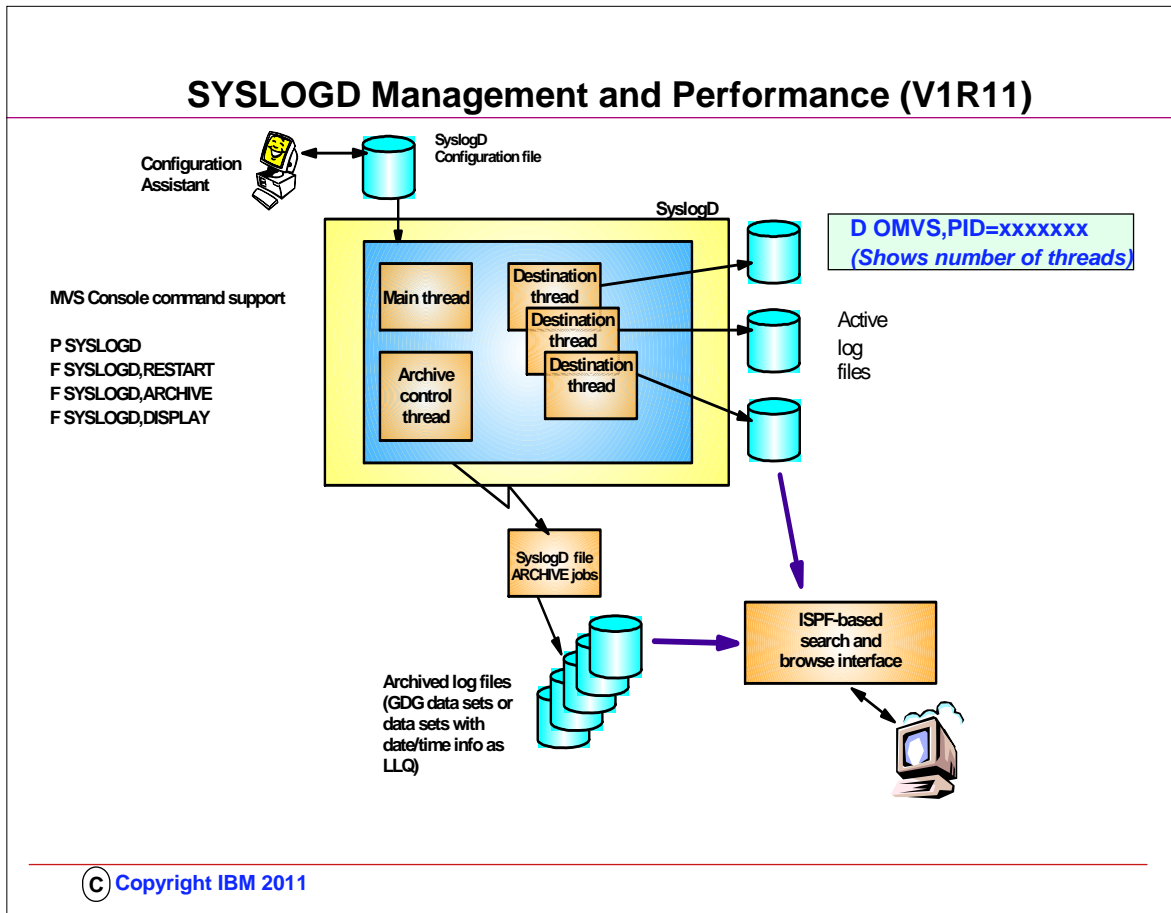 SYSLOGD Management and Performance (V1R11)
Configuration
Assistant
SyslogD
Configuration file
SyslogD
D OMVS,PID=xxxxxxx
(Shows number of threads)
MVS Console command support
P SYSLOGD
F SYSLOGD,RESTART
F SYSLOGD,ARCHIVE
F SYSLOGD,DISPLAY
Main thread
Archive
control
thread
Destination
thread
Destination
thread
Destination
thread
Active
log
files
SyslogD file
ARCHIVE jobs
Archived log files
(GDG data sets or
data sets with
date/time info as
LLQ)
ISPF-based
search and
browse interface
C Copyright IBM 2011